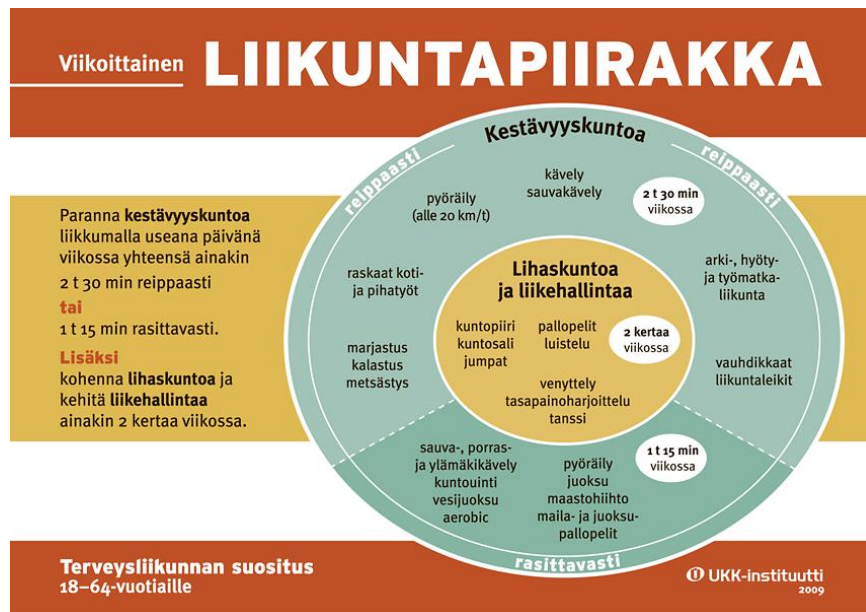 Viikoittainen LIIKUNTAPIIRAKKA
Paranna kestävyyskuntoa
liikkumalla useana päivänä
viikossa yhteensä ainakin
2 t 30 min reippaasti
tai
1 t 15 min rasittavasti.
Lisäksi
kohenna lihaskuntoa ja
kehitä liikehallintaa
ainakin 2 kertaa viikossa.
Kestävyyskuntoa
reippaasti
reippaasti
kävely
sauvakävely
2 t 30 min
viikossa
pyöräily
(alle 20 km/t)
raskaat koti-
ja pihatyöt
arki-, hyöty-
ja työmatka-
liikunta
marjastus
kalastus
metsästys
vauhdikkaat
liikuntaleikit
Lihaskuntoa
ja liikehallintaa
kuntopiiri
kuntosali
jumpat
pallopelit
luistelu
2 kertaa
viikossa
venyttely
tasapainoharjoittelu
tanssi
sauva-, porras-
ja ylämäkikävely
kuntouinti
vesijuoksu
aerobic
pyöräily
juoksu
maastohiihto
maila- ja juoksu-
pallopelit
1 t 15 min
viikossa
rasittavasti
Terveysliikunnan suositus
18–64-vuotiaille
UKK-instituutti
2009